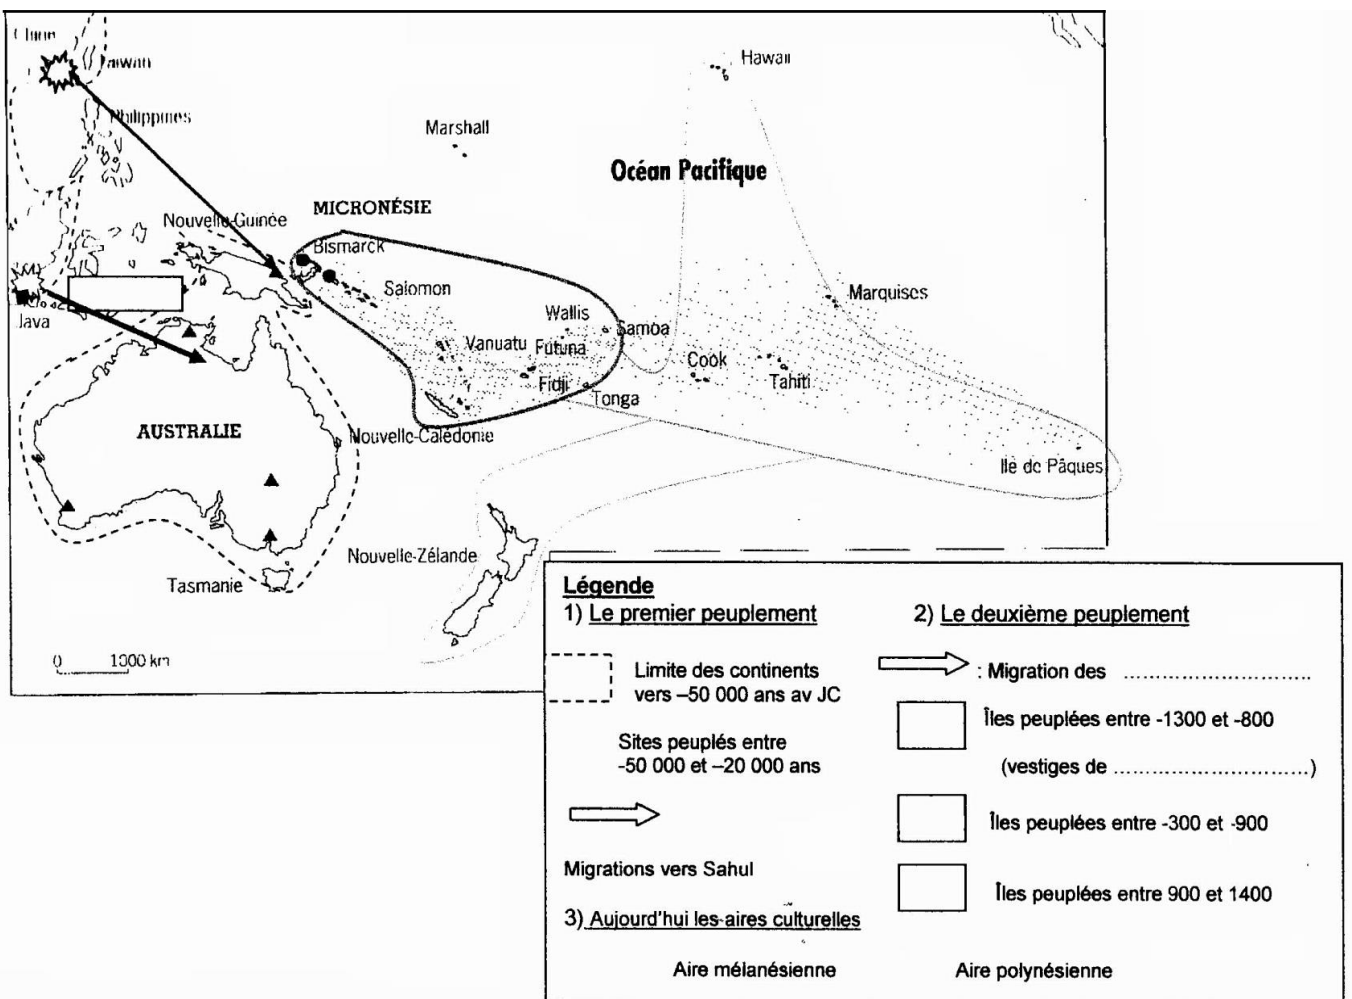 Hawaii
Philippines
Marshall
Océan Pacifique
MICRONÉSIE
Nouvelle-Guinée
Bismarck
Salomon
Marquises
Java
Wallis
Samoa
Vanuatu
Futuna
Cook
Tahiti
Fidji
Tonga
AUSTRALIE
Nouvelle-Calédonie
Ile de Pâques
Nouvelle-Zélande
Tasmanie
0 1000 km
Légende
1) Le premier peuplement
Limite des continents
vers –50 000 ans av JC
Sites peuplés entre
-50 000 et –20 000 ans
Migrations vers Sahul
3) Aujourd'hui les aires culturelles
Aire mélanésienne
2) Le deuxième peuplement
: Migration des ................................
Îles peuplées entre -1300 et -800
(vestiges de .................................)
Îles peuplées entre -300 et -900
Îles peuplées entre 900 et 1400
Aire polynésienne